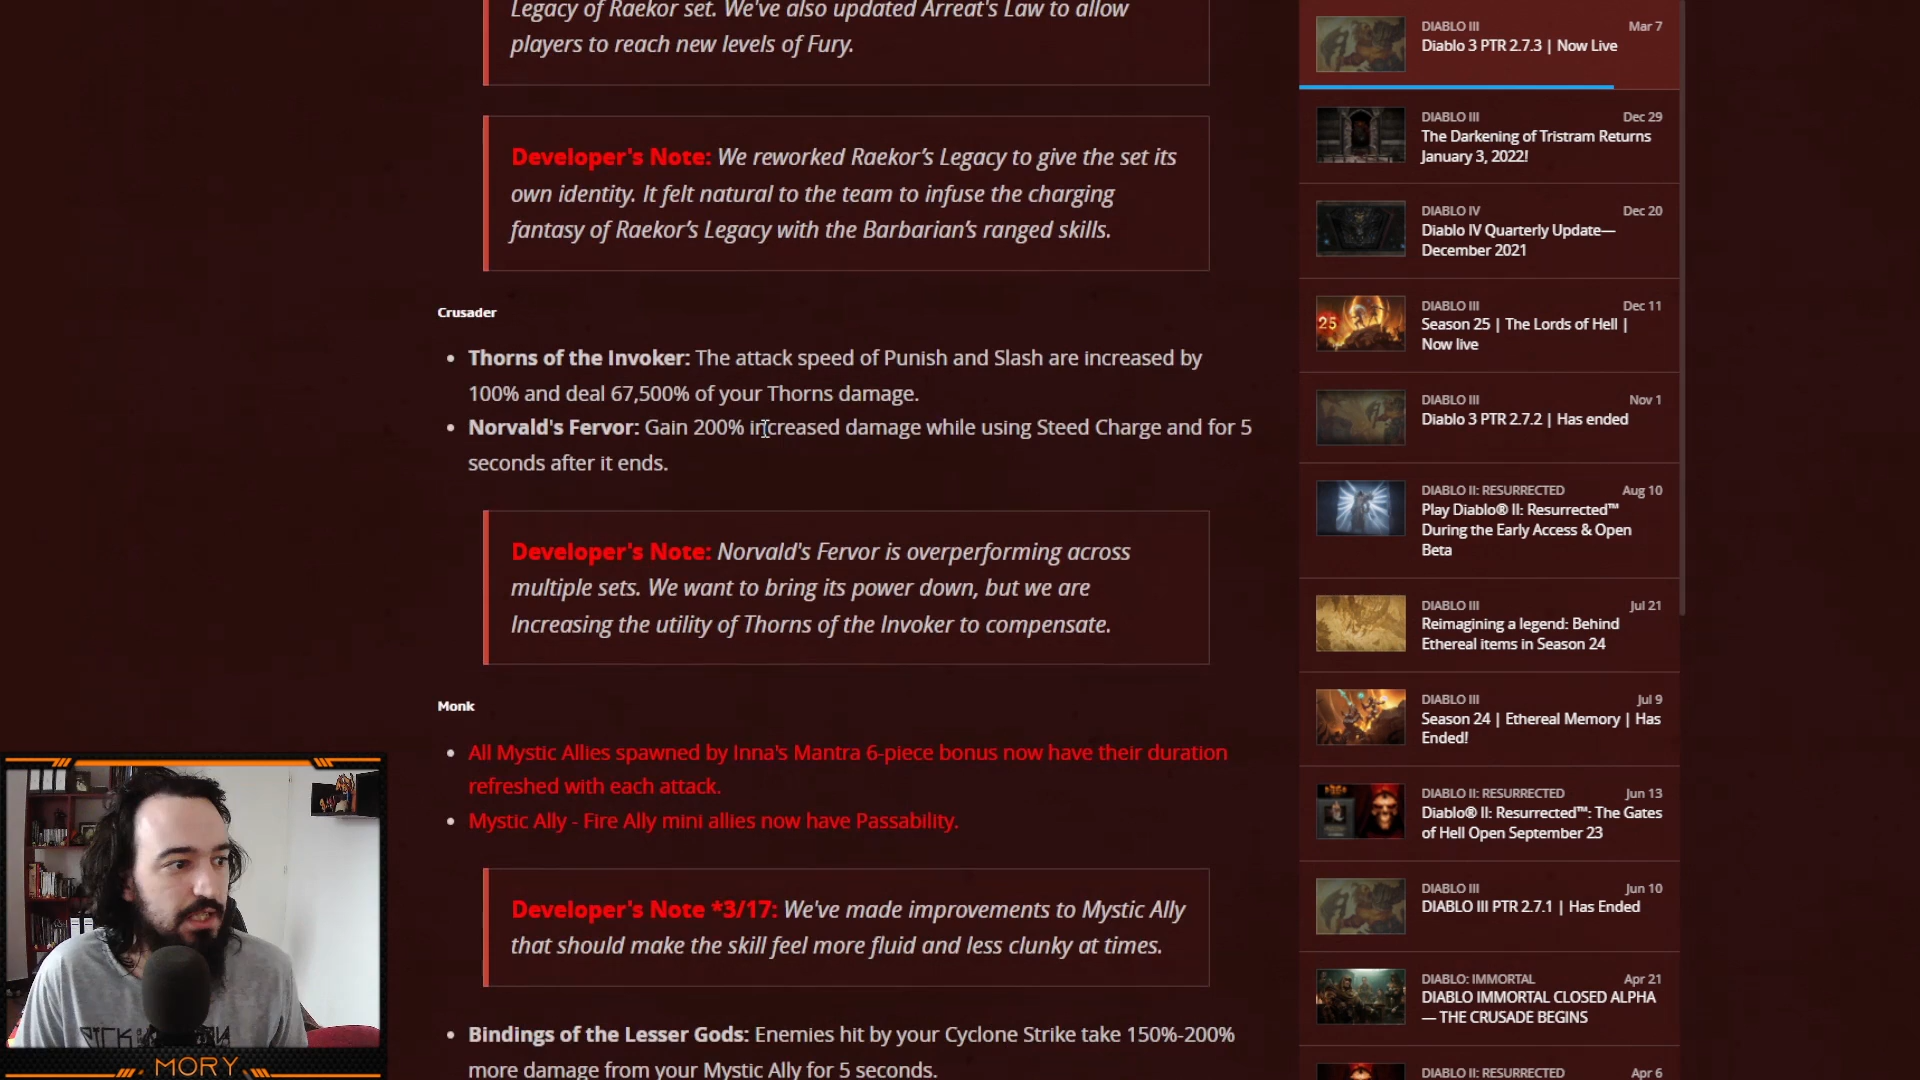 Legacy of Raekor set. We've also updated Arreat's Law to allow
players to reach new levels of Fury.
Developer's Note: We reworked Raekor’s Legacy to give the set its
own identity. It felt natural to the team to infuse the charging
fantasy of Raekor’s Legacy with the Barbarian’s ranged skills.
Crusader
Thorns of the Invoker: The attack speed of Punish and Slash are increased by
100% and deal 67,500% of your Thorns damage.
Norvald's Fervor: Gain 200% increased damage while using Steed Charge and for 5
seconds after it ends.
Developer's Note: Norvald's Fervor is overperforming across
multiple sets. We want to bring its power down, but we are
Increasing the utility of Thorns of the Invoker to compensate.
Monk
All Mystic Allies spawned by Inna's Mantra 6-piece bonus now have their duration
refreshed with each attack.
Mystic Ally - Fire Ally mini allies now have Passability.
Developer's Note *3/17: We've made improvements to Mystic Ally
that should make the skill feel more fluid and less clunky at times.
Bindings of the Lesser Gods: Enemies hit by your Cyclone Strike take 150%-200%
more damage from your Mystic Ally for 5 seconds.
DIABLO III Mar 7
Diablo 3 PTR 2.7.3 | Now Live
DIABLO III Dec 29
The Darkening of Tristram Returns
January 3, 2022!
DIABLO IV Dec 20
Diablo IV Quarterly Update—
December 2021
25
DIABLO III Dec 11
Season 25 | The Lords of Hell |
Now live
DIABLO III Nov 1
Diablo 3 PTR 2.7.2 | Has ended
DIABLO II: RESURRECTED Aug 10
Play Diablo® II: Resurrected™
During the Early Access & Open
Beta
DIABLO III Jul 21
Reimagining a legend: Behind
Ethereal items in Season 24
DIABLO III Jul 9
Season 24 | Ethereal Memory | Has
Ended!
DIABLO II: RESURRECTED Jun 13
Diablo® II: Resurrected™: The Gates
of Hell Open September 23
DIABLO III Jun 10
DIABLO III PTR 2.7.1 | Has Ended
DIABLO: IMMORTAL Apr 21
DIABLO IMMORTAL CLOSED ALPHA
— THE CRUSADE BEGINS
DIABLO II: RESURRECTED Apr 6
MORY